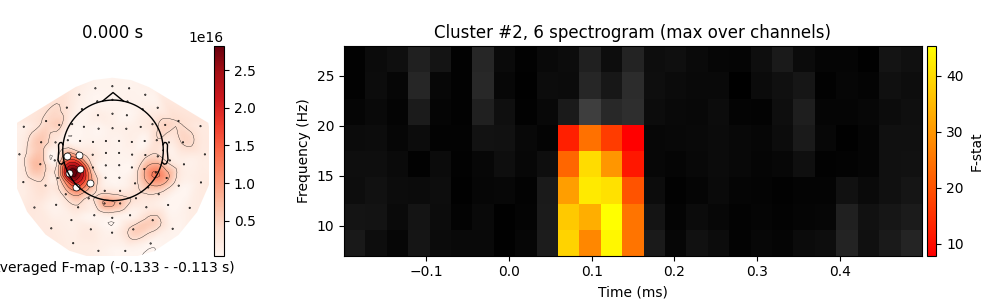 0.000 s
1e16
2.5
2.0
1.5
1.0
0.5
veraged F-map (-0.133 - -0.113 s)
Cluster #2, 6 spectrogram (max over channels)
Frequency (Hz)
25
20
15
10
−0.1 0.0 0.1 0.2 0.3 0.4
Time (ms)
40
30
20
10
F-stat